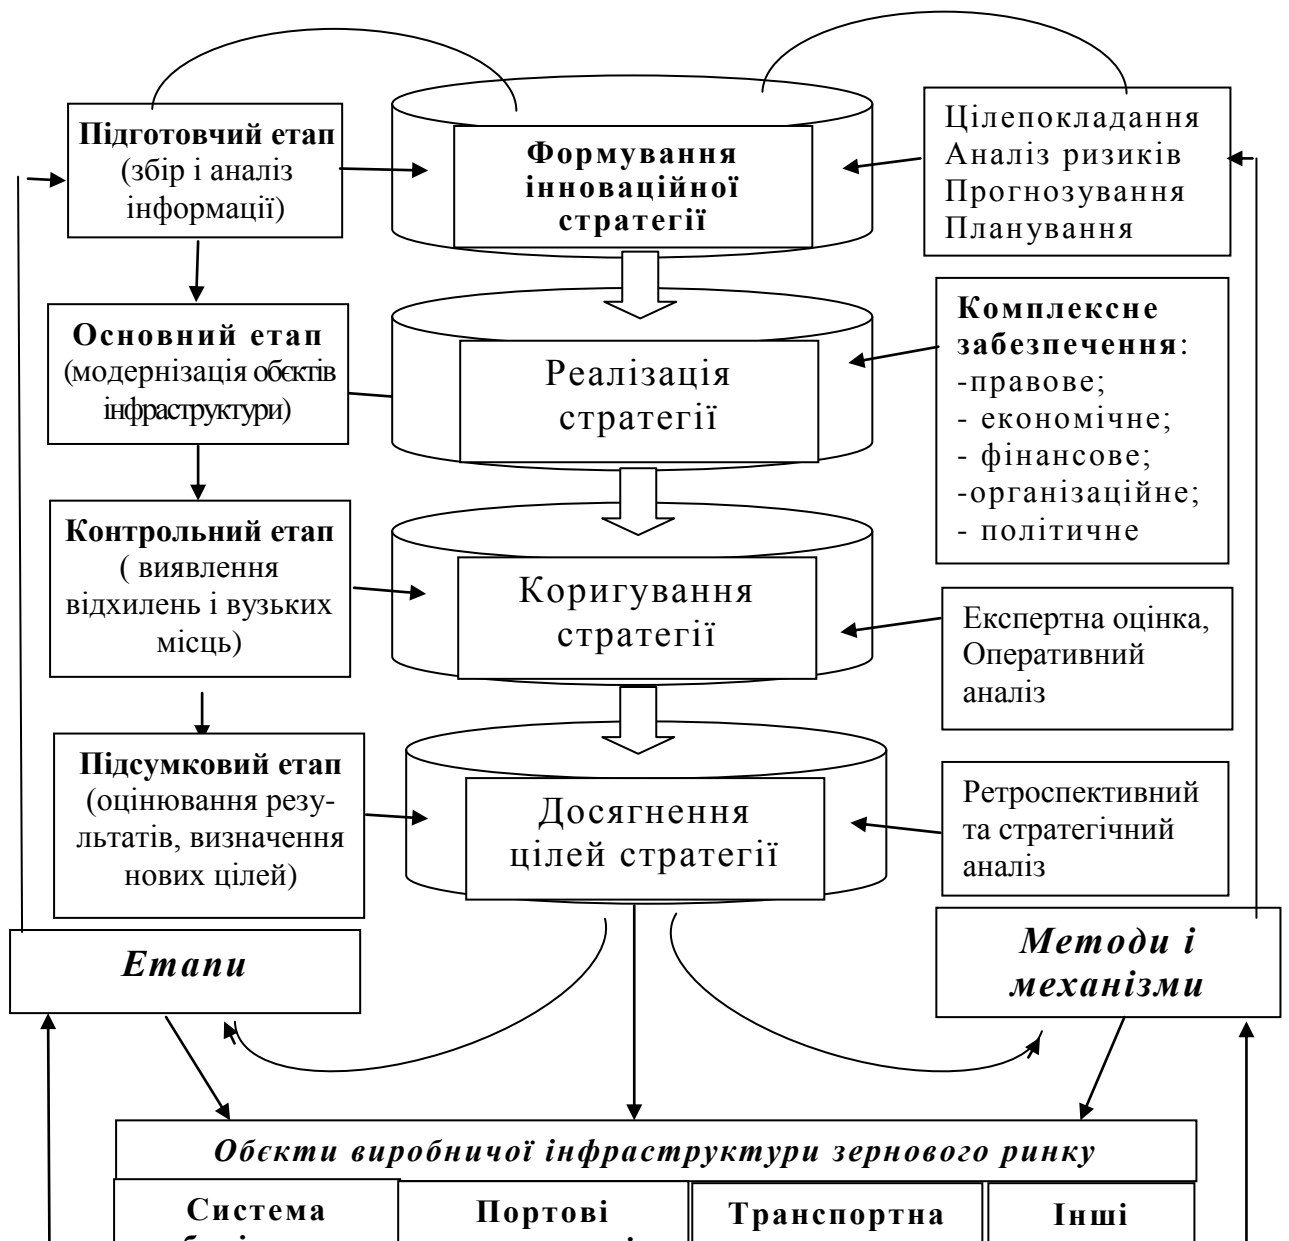 Підготовчий етап
(збір і аналіз
інформації)
Формування
інноваційної
стратегії
Цілепокладання
Аналіз ризиків
Прогнозування
Планування
Основний етап
(модернізація обєктів
інфраструктури)
Реалізація
стратегії
Комплексне
забезпечення:
-правове;
- економічне;
- фінансове;
-організаційне;
- політичне
Контрольний етап
( виявлення
відхилень і вузьких
місць)
Коригування
стратегії
Експертна оцінка,
Оперативний
аналіз
Підсумковий етап
(оцінювання резу-
льтатів, визначення
нових цілей)
Досягнення
цілей стратегії
Ретроспективний
та стратегічний
аналіз
Етапи
Методи і
механізми
Обєкти виробничої інфраструктури зернового ринку
Система
Портові
Транспортна
Інші